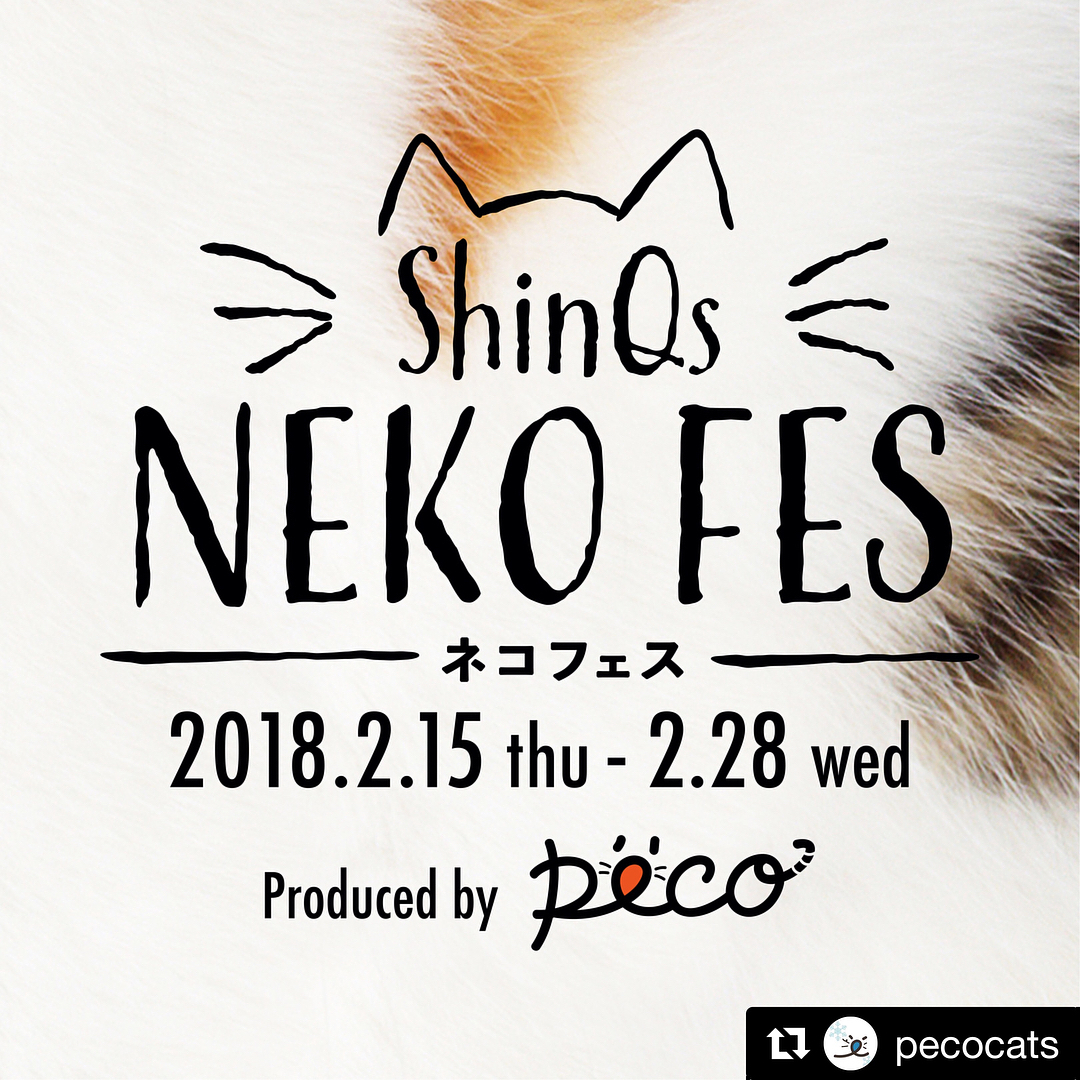 ShinQs
NEKO FES
ネコフェス
2018.2.15 thu - 2.28 wed
Produced by peco
pecocats